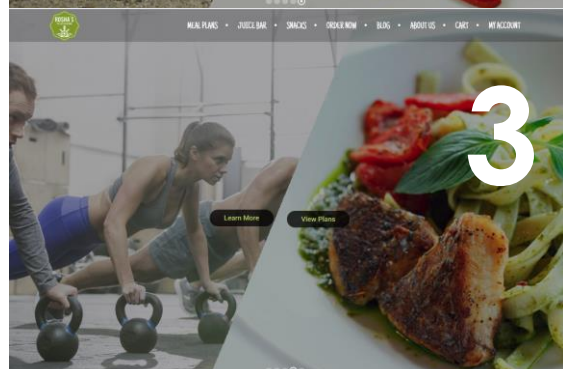 MEAL PLANS • JUICE BAR • SNACKS • ORDER NOW • BLOG • ABOUT US • CART • MY ACCOUNT
3
Learn More
View Plans